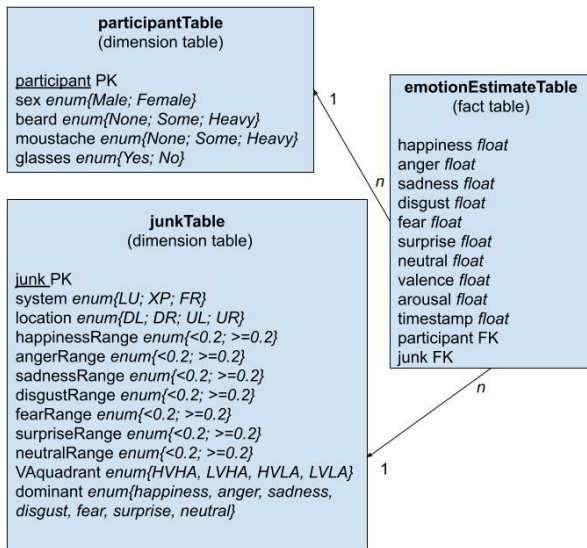 participantTable
(dimension table)
participant PK
sex enum{Male; Female}
beard enum{None; Some; Heavy}
moustache enum{None; Some; Heavy}
glasses enum{Yes; No}
1
n
emotionEstimateTable
(fact table)
happiness float
anger float
sadness float
disgust float
fear float
surprise float
neutral float
valence float
arousal float
timestamp float
participant FK
junk FK
n
1
junkTable
(dimension table)
junk PK
system enum{LU; XP; FR}
location enum{DL; DR; UL; UR}
happinessRange enum{<0.2; >=0.2}
angerRange enum{<0.2; >=0.2}
sadnessRange enum{<0.2; >=0.2}
disgustRange enum{<0.2; >=0.2}
fearRange enum{<0.2; >=0.2}
surpriseRange enum{<0.2; >=0.2}
neutralRange enum{<0.2; >=0.2}
VAquadrant enum{HVHA, LVHA, HVLA, LVLA}
dominant enum{happiness, anger, sadness,
disgust, fear, surprise, neutral}